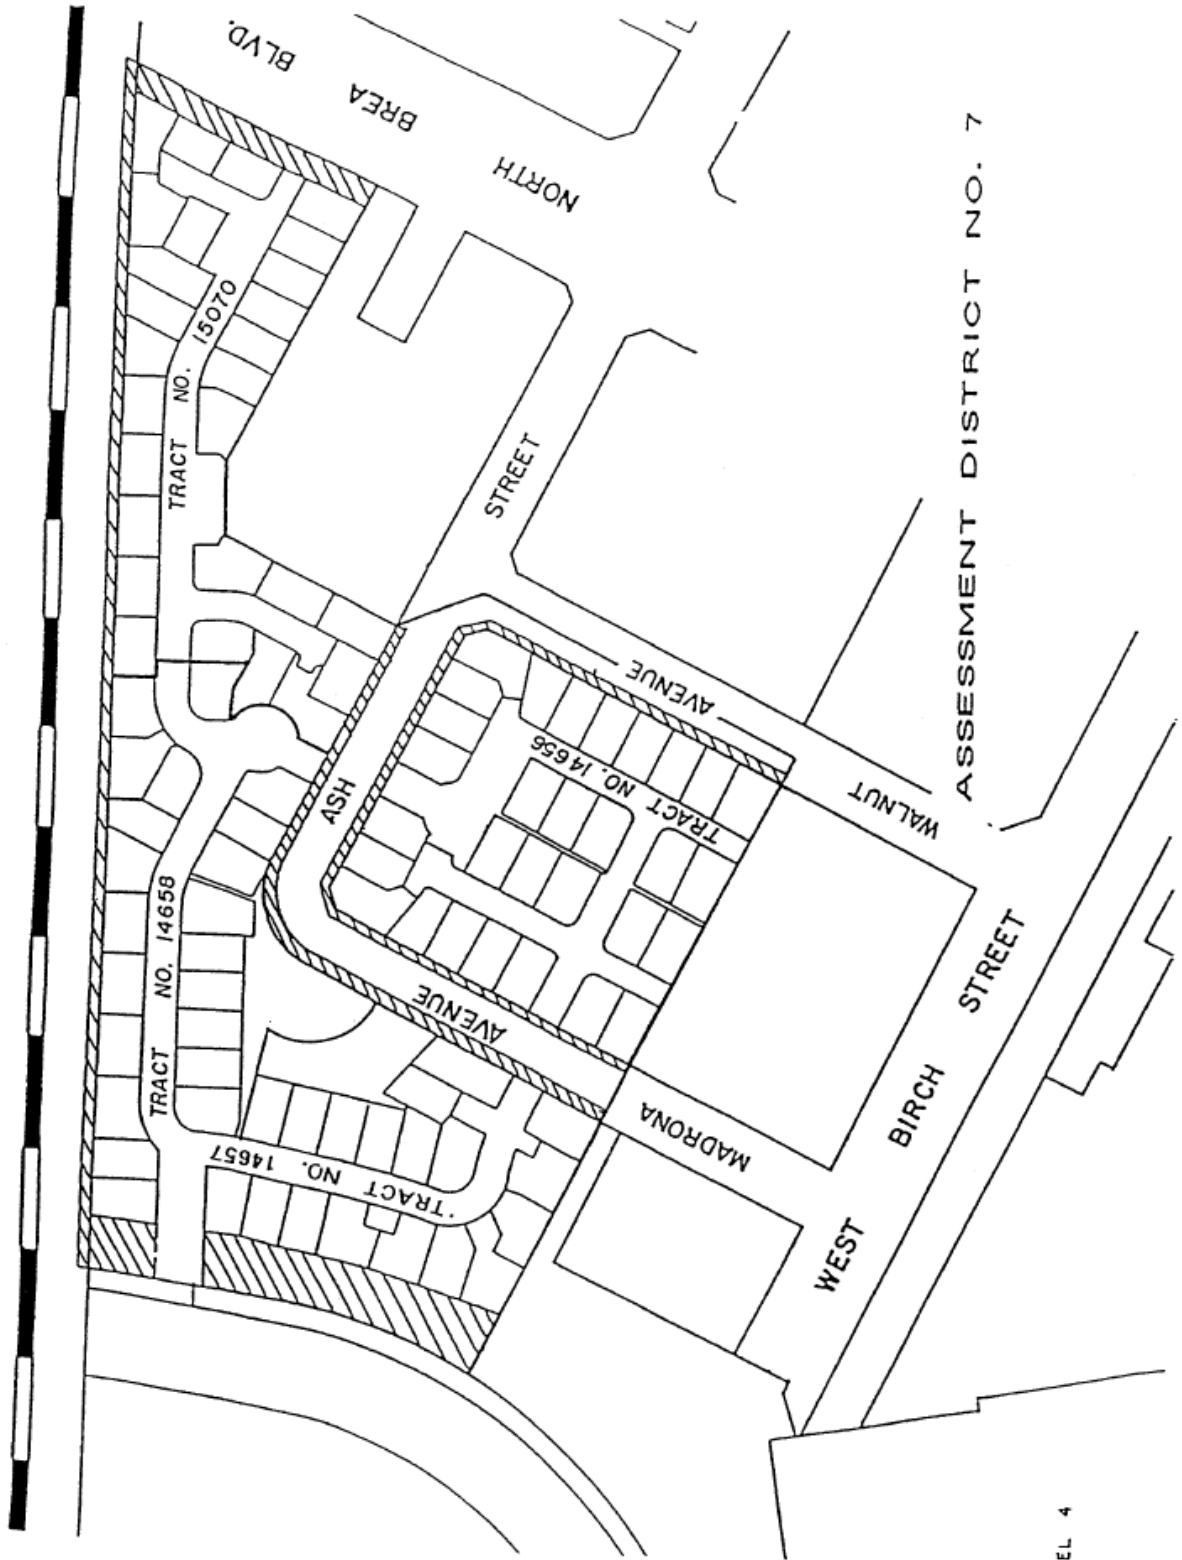 NORTH BREA BLVD.
TRACT NO. 15070
STREET
ASH
AVENUE
WALNUT
TRACT NO. 14656
TRACT NO. 14658
AVENUE
MADRONA
TRACT NO. 14657
WEST BIRCH STREET
ASSESSMENT DISTRICT NO. 7
EL 4